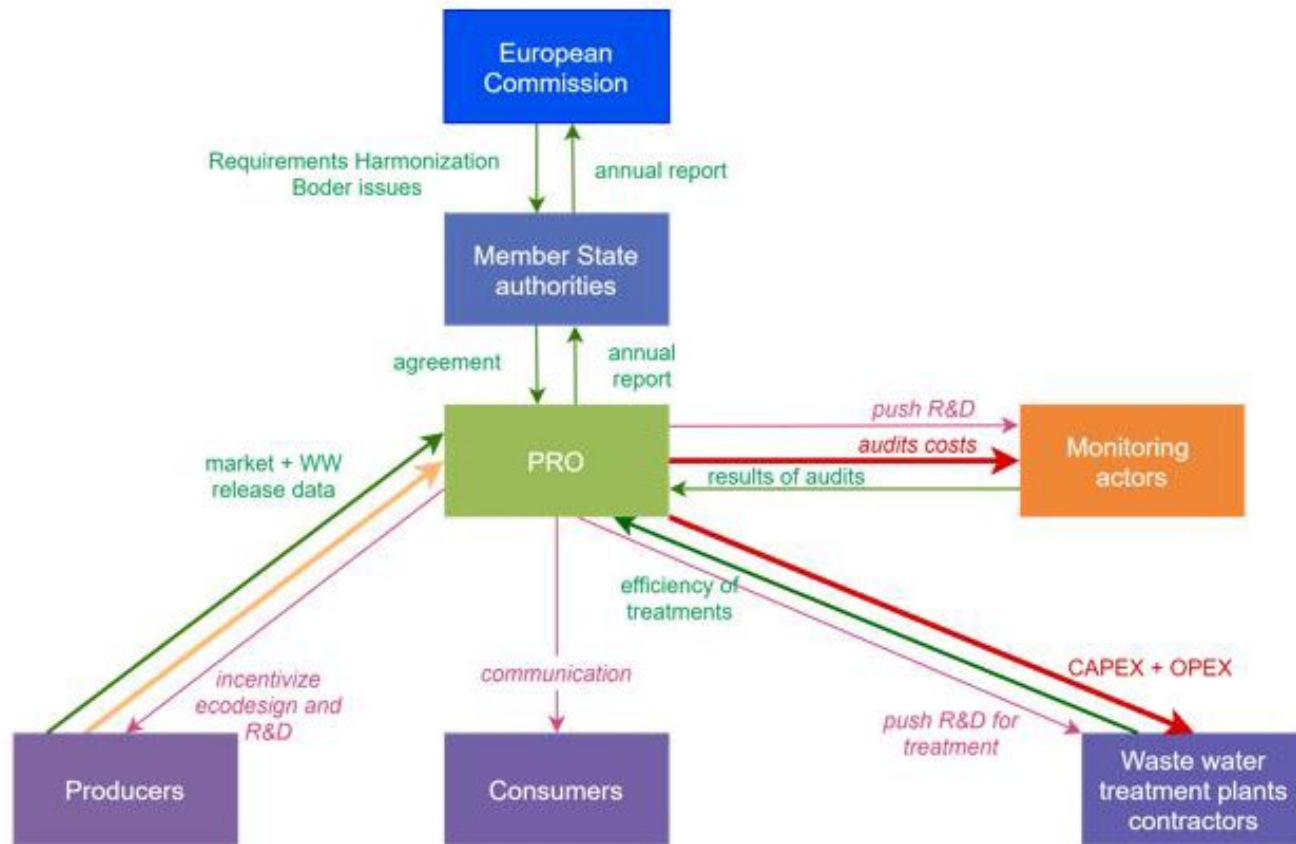 European
Commission
Requirements Harmonization
Boder issues
annual report
Member State
authorities
agreement
annual
report
PRO
push R&D
audits costs
results of audits
Monitoring
actors
market + WW
release data
efficiency of
treatments
incentivize
ecodesign and
R&D
communication
CAPEX + OPEX
push R&D for
treatment
Producers
Consumers
Waste water
treatment plants
contractors